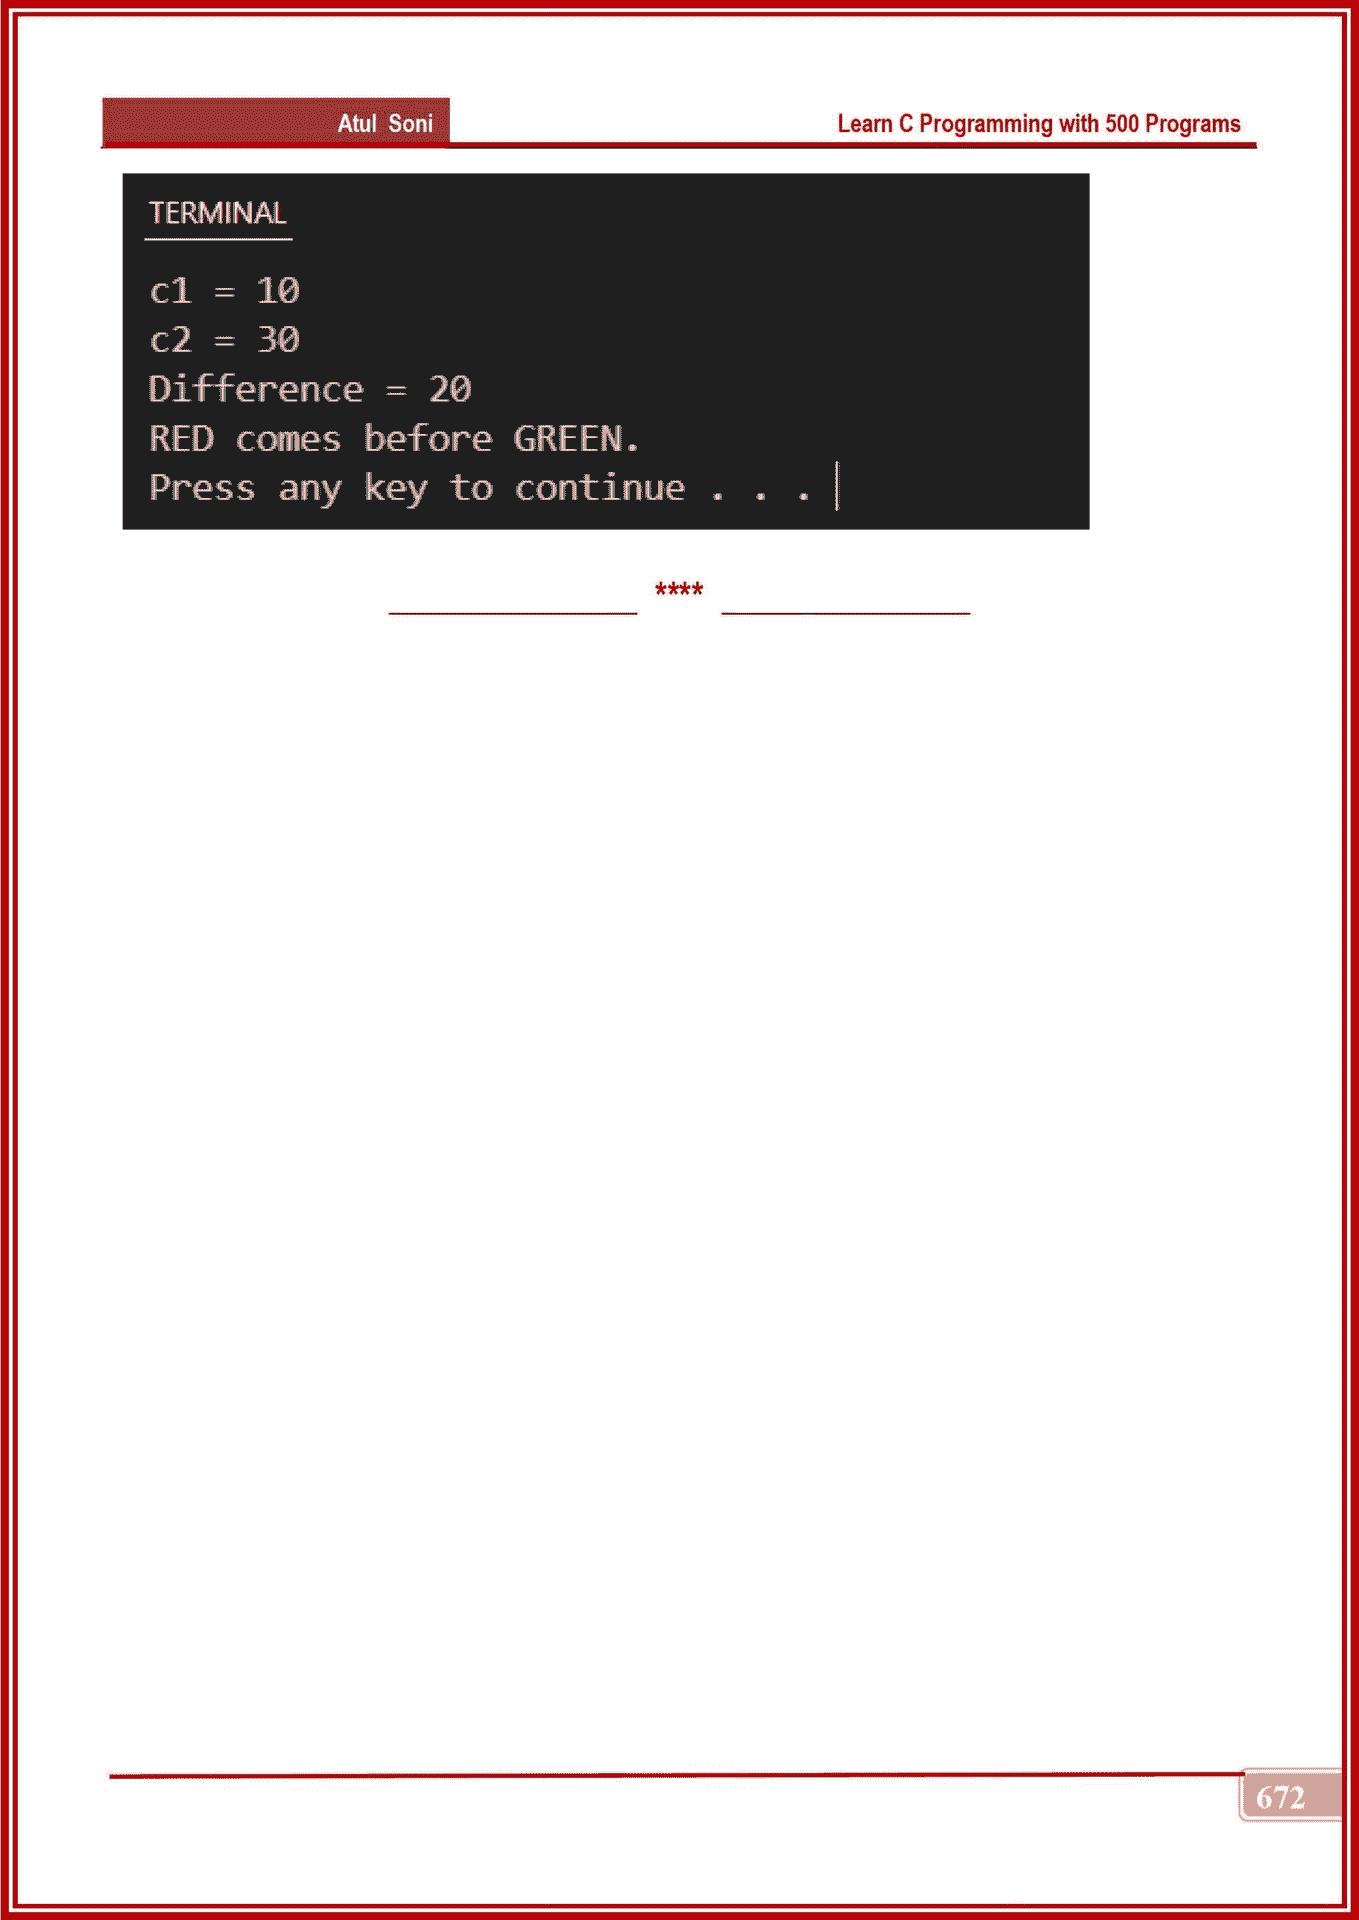 Atul Soni
Learn C Programming with 500 Programs
TERMINAL
c1 = 10
c2 = 30
Difference = 20
RED comes before GREEN.
Press any key to continue . . .
****
672